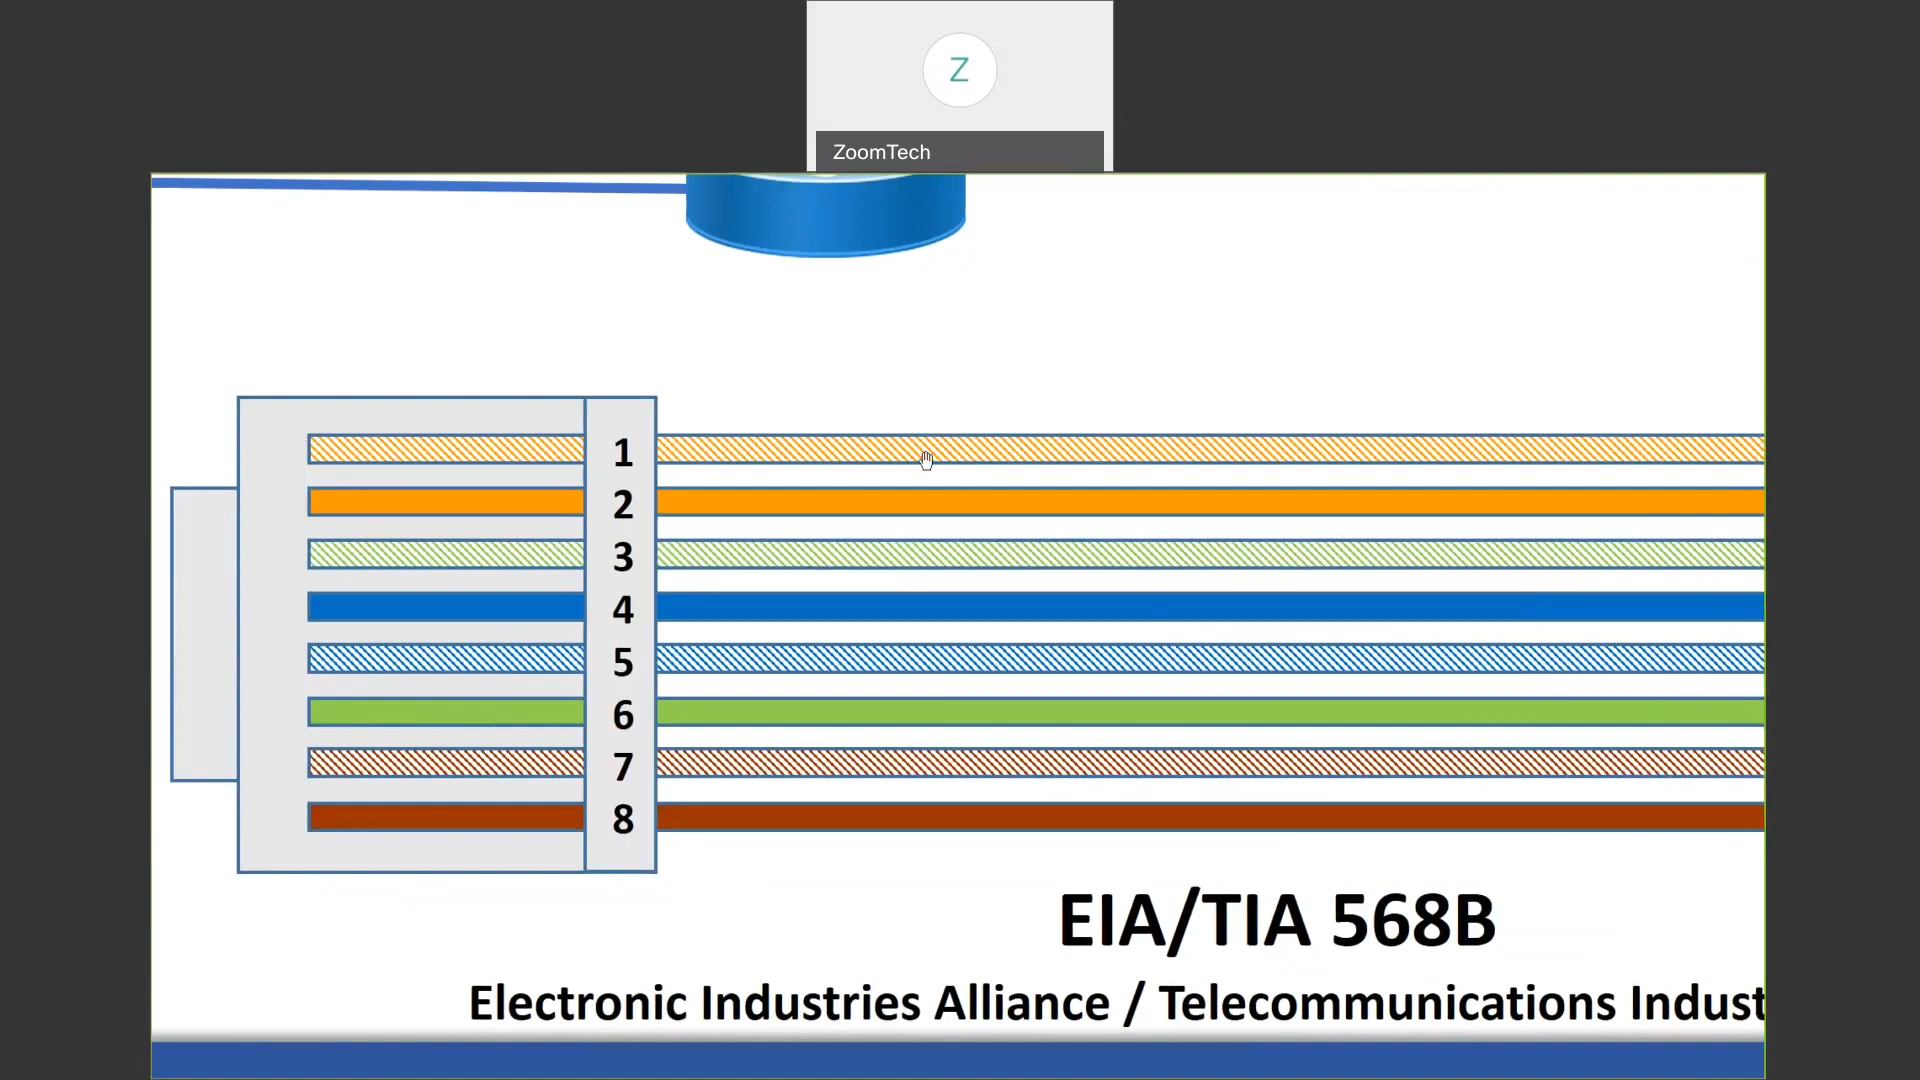 Z
ZoomTech
1
2
3
4
5
6
7
8
EIA/TIA 568B
Electronic Industries Alliance / Telecommunications Indust